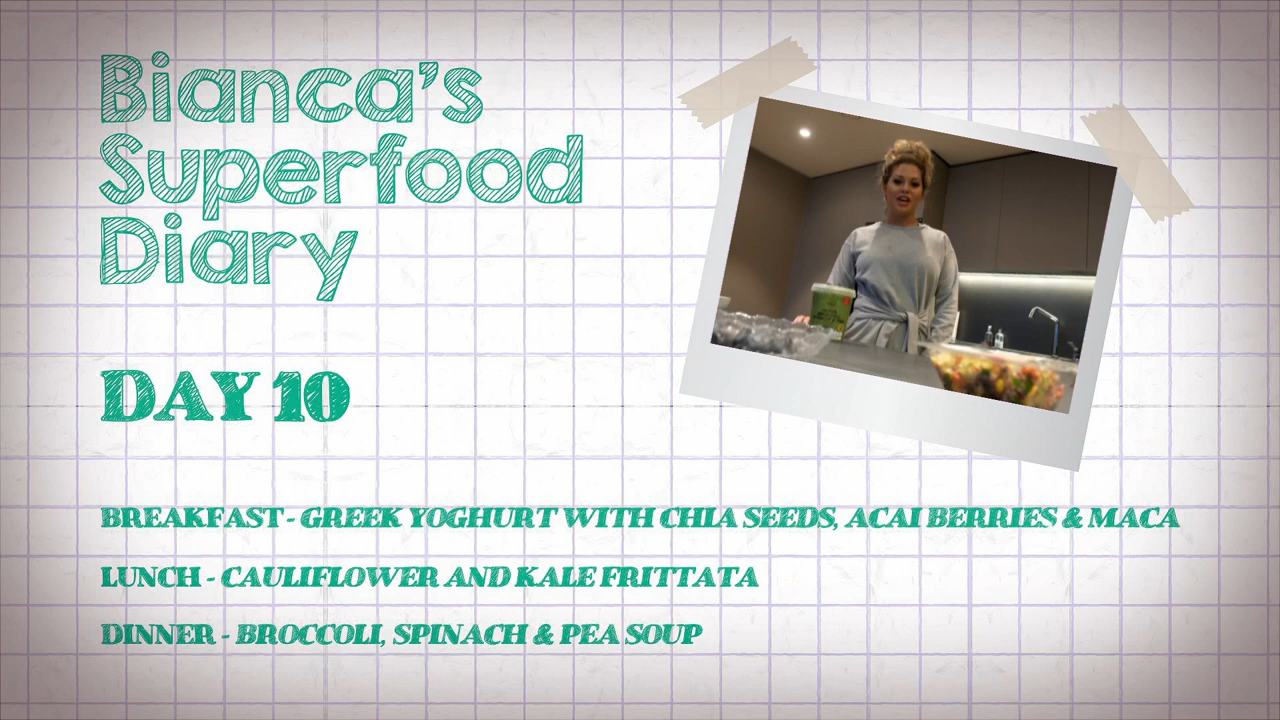 Bianca's
Superfood
Diary
DAY 10
BREAKFAST - GREEK YOGHURT WITH CHIA SEEDS, ACAI BERRIES & MACA
LUNCH - CAULIFLOWER AND KALE FRITTATA
DINNER - BROCCOLI, SPINACH & PEA SOUP